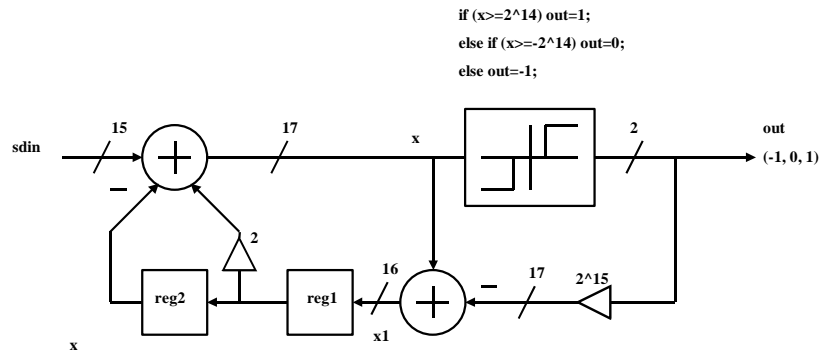 if (x>=2^14) out=1;
else if (x>=-2^14) out=0;
else out=-1;
15
17
x
2
out
sdin
(-1, 0, 1)
2
16
17
2^15
reg2
reg1
x1
x